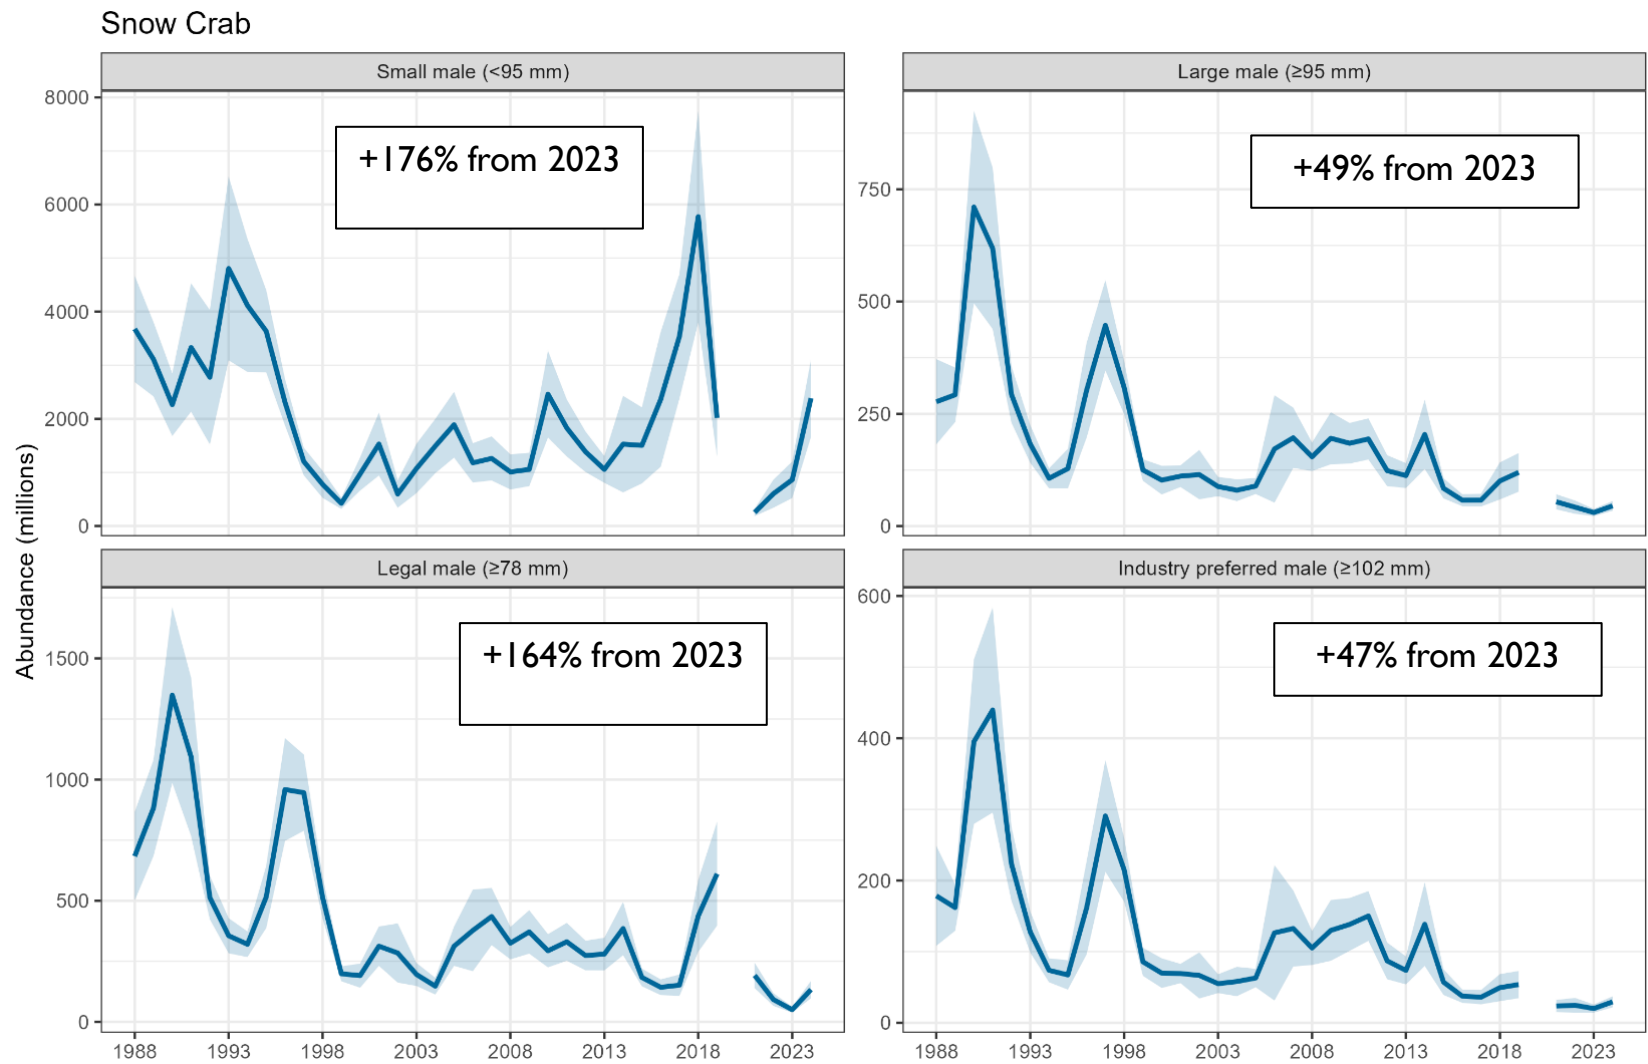 Snow Crab
Small male (<95 mm)
Large male (≥95 mm)
+176% from 2023
+49% from 2023
8000
6000
4000
2000
0
750
500
250
0
Abundance (millions)
Legal male (≥78 mm)
Industry preferred male (≥102 mm)
+164% from 2023
+47% from 2023
1500
1000
500
0
600
400
200
0
1988 1993 1998 2003 2008 2013 2018 2023
1988 1993 1998 2003 2008 2013 2018 2023